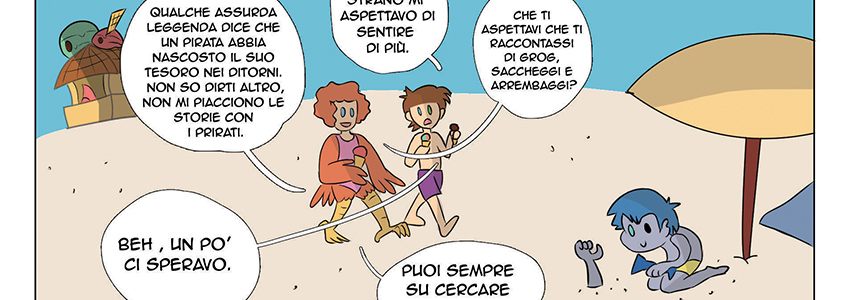 QUALCHE ASSURDA
LEGGENDA DICE CHE
UN PIRATA ABBIA
NASCOSTO IL SUO
TESORO NEI DITORNI.
NON SO DIRTI ALTRO,
NON MI PIACCIONO LE
STORIE CON
I PRIRATI.
STRANO MI
ASPETTAVO DI
SENTIRE
DI PIÙ.
CHE TI
ASPETTAVI CHE TI
RACCONTASSI
DI GROG,
SACCHEGGI E
ARREMBAGGI?
BEH , UN PO'
CI SPERAVO.
PUOI SEMPRE
SU CERCARE